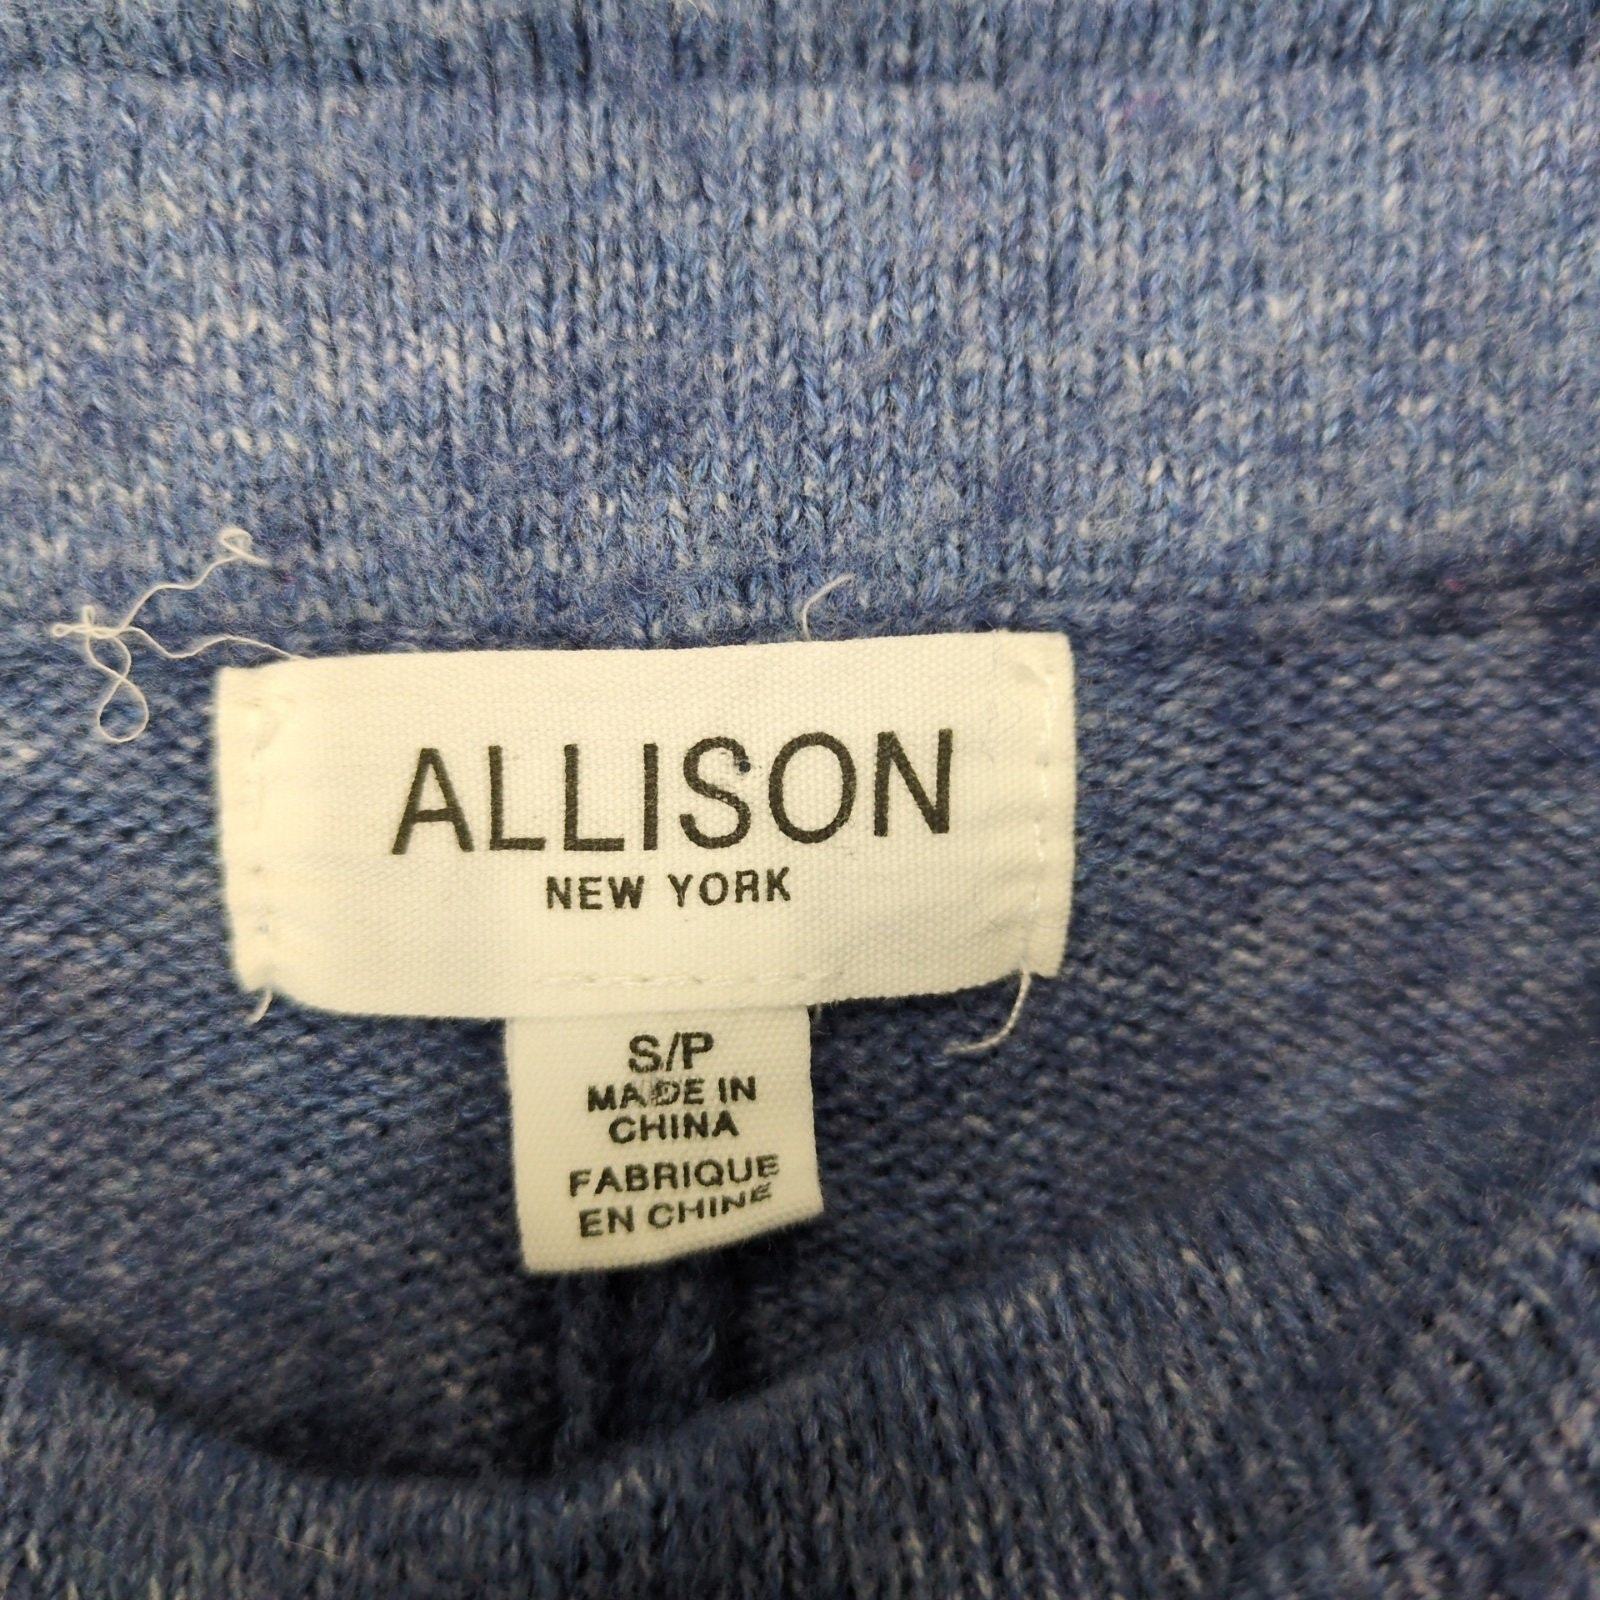 ALLISON
NEW YORK
S/P
MADE IN
CHINA
FABRIQUE
EN CHINE